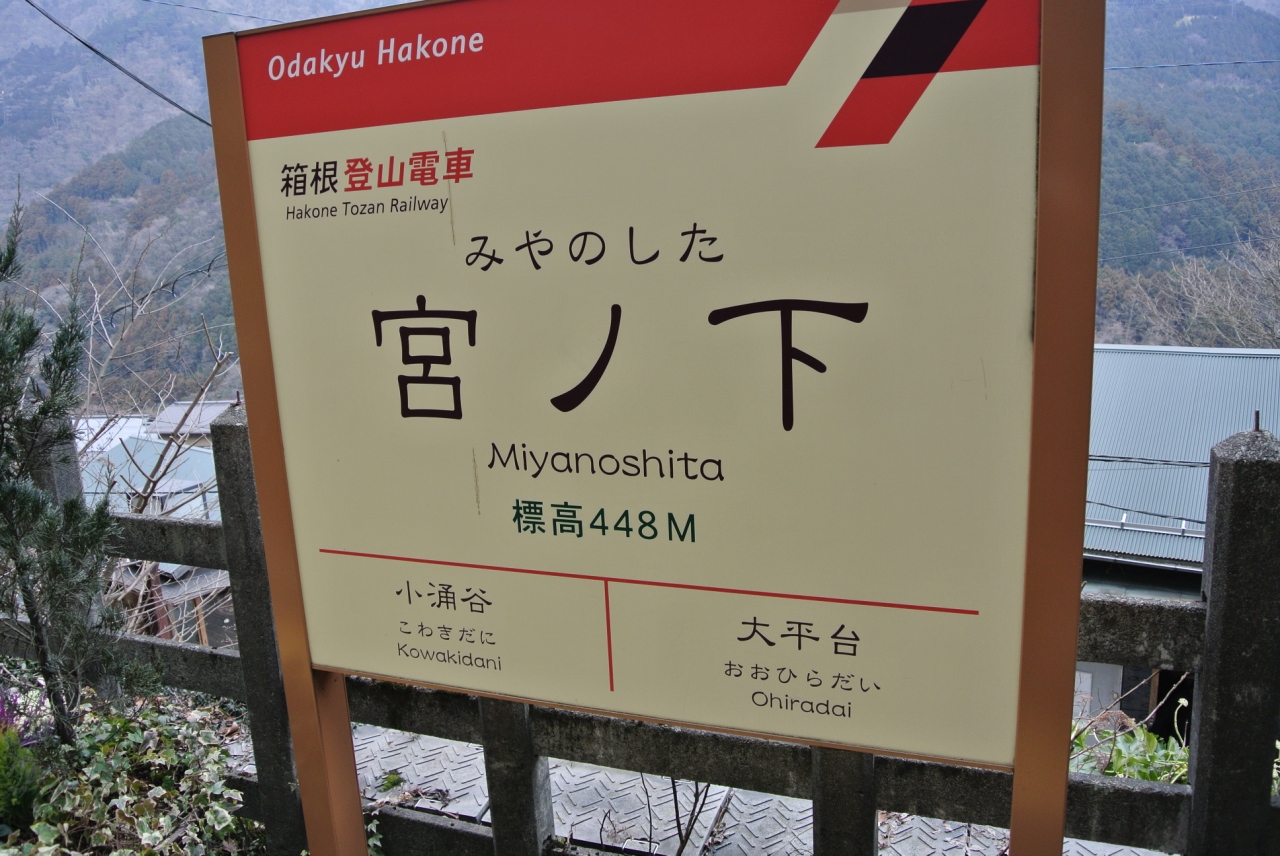 Odakyu Hakone
箱根登山電車
Hakone Tozan Railway
みやのした
宮ノ下
Miyanoshita
標高448M
小涌谷
こわきだに
Kowakidani
大平台
おおひらだい
Ohiradai